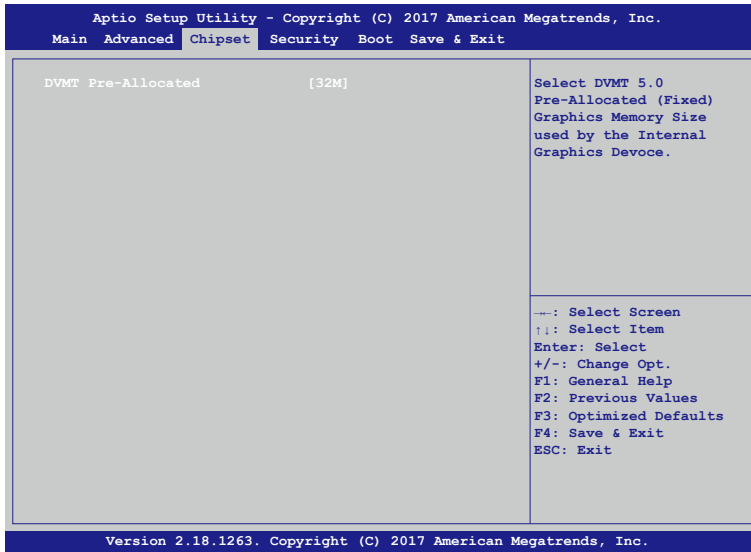 Aptio Setup Utility - Copyright (C) 2017 American Megatrends, Inc.
Main Advanced Chipset Security Boot Save & Exit
DVMT Pre-Allocated [32M]
Select DVMT 5.0
Pre-Allocated (Fixed)
Graphics Memory Size
used by the Internal
Graphics Devoce.
→←: Select Screen
↑↓: Select Item
Enter: Select
+/-: Change Opt.
F1: General Help
F2: Previous Values
F3: Optimized Defaults
F4: Save & Exit
ESC: Exit
Version 2.18.1263. Copyright (C) 2017 American Megatrends, Inc.